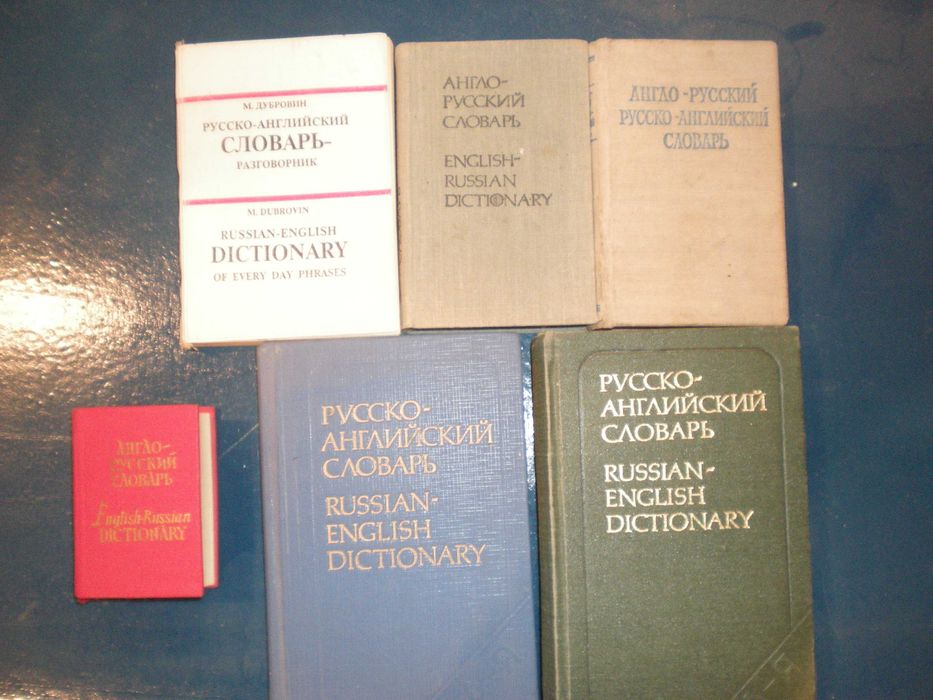 М. ДУБРОВИН
РУССКО-АНГЛИЙСКИЙ
СЛОВАРЬ-
РАЗГОВОРНИК
M. DUBROVIN
RUSSIAN-ENGLISH
DICTIONARY
OF EVERY DAY PHRASES
АНГЛО-
РУССКИЙ
СЛОВАРЬ
ENGLISH-
RUSSIAN
DICTIONARY
АНГЛО-РУССКИЙ
РУССКО-АНГЛИЙСКИЙ
СЛОВАРЬ
АНГЛО-
РУССКИЙ
СЛОВАРЬ
English-Russian
DICTIONARY
РУССКО-
АНГЛИЙСКИЙ
СЛОВАРЬ
RUSSIAN-
ENGLISH
DICTIONARY
РУССКО-
АНГЛИЙСКИЙ
СЛОВАРЬ
RUSSIAN-
ENGLISH
DICTIONARY